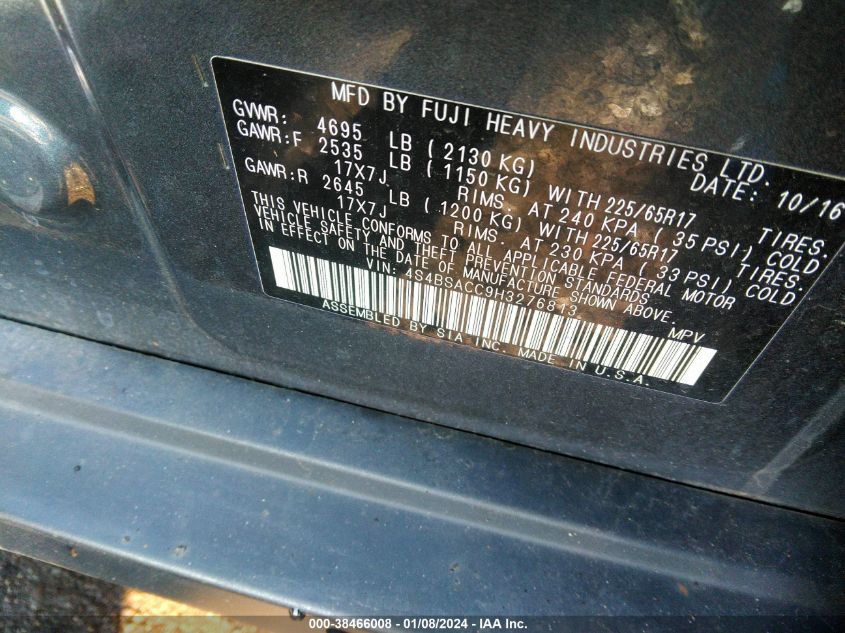 MFD BY FUJI HEAVY INDUSTRIES LTD.
GVWR: 4695 LB (2130 KG) DATE: 10/16
GAWR:F 2535 LB (1150 KG) WITH 225/65R17 TIRES.
17X7J RIMS. AT 240 KPA (35 PSI) COLD
GAWR:R 2645 LB (1200 KG) WITH 225/65R17 TIRES.
17X7J RIMS. AT 230 KPA (33 PSI) COLD
THIS VEHICLE CONFORMS TO ALL APPLICABLE FEDERAL MOTOR
VEHICLE SAFETY AND THEFT PREVENTION STANDARDS
IN EFFECT ON THE DATE OF MANUFACTURE SHOWN ABOVE.
VIN: 4S4BSACC9H3276813 MPV
ASSEMBLED BY SIA INC. MADE IN U.S.A.
000-38466008 - 01/08/2024 - IAA Inc.